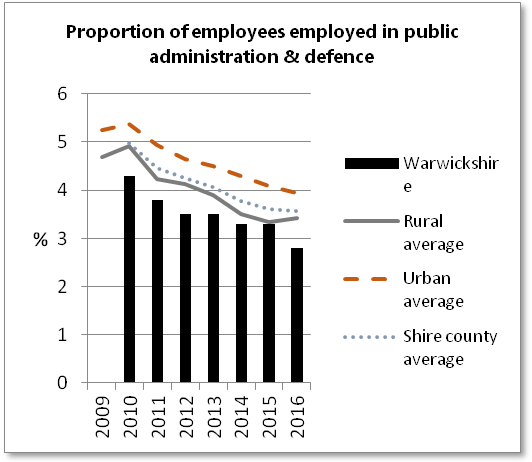 Proportion of employees employed in public
administration & defence
6
5
4
3
2
1
0
%
2009
2010
2011
2012
2013
2014
2015
2016
Warwickshir
e
Rural
average
Urban
average
Shire county
average